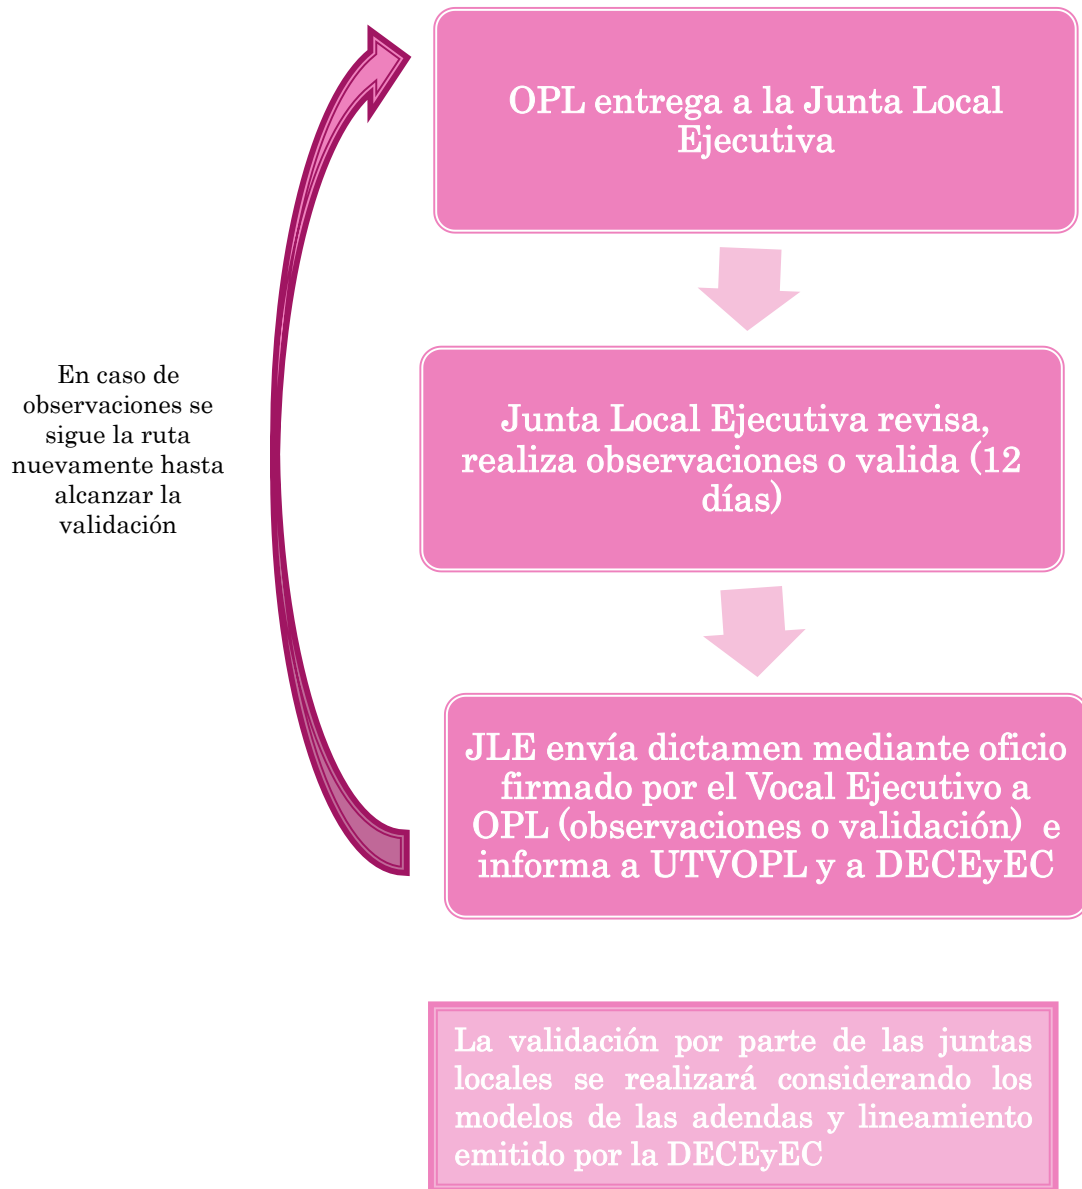 OPL entrega a la Junta Local
Ejecutiva
En caso de
observaciones se
sigue la ruta
nuevamente hasta
alcanzar la
validación
Junta Local Ejecutiva revisa,
realiza observaciones o valida (12
días)
JLE envía dictamen mediante oficio
firmado por el Vocal Ejecutivo a
OPL (observaciones o validación) e
informa a UTVOPL y a DECEyEC
La validación por parte de las juntas
locales se realizará considerando los
modelos de las adendas y lineamiento
emitido por la DECEyEC